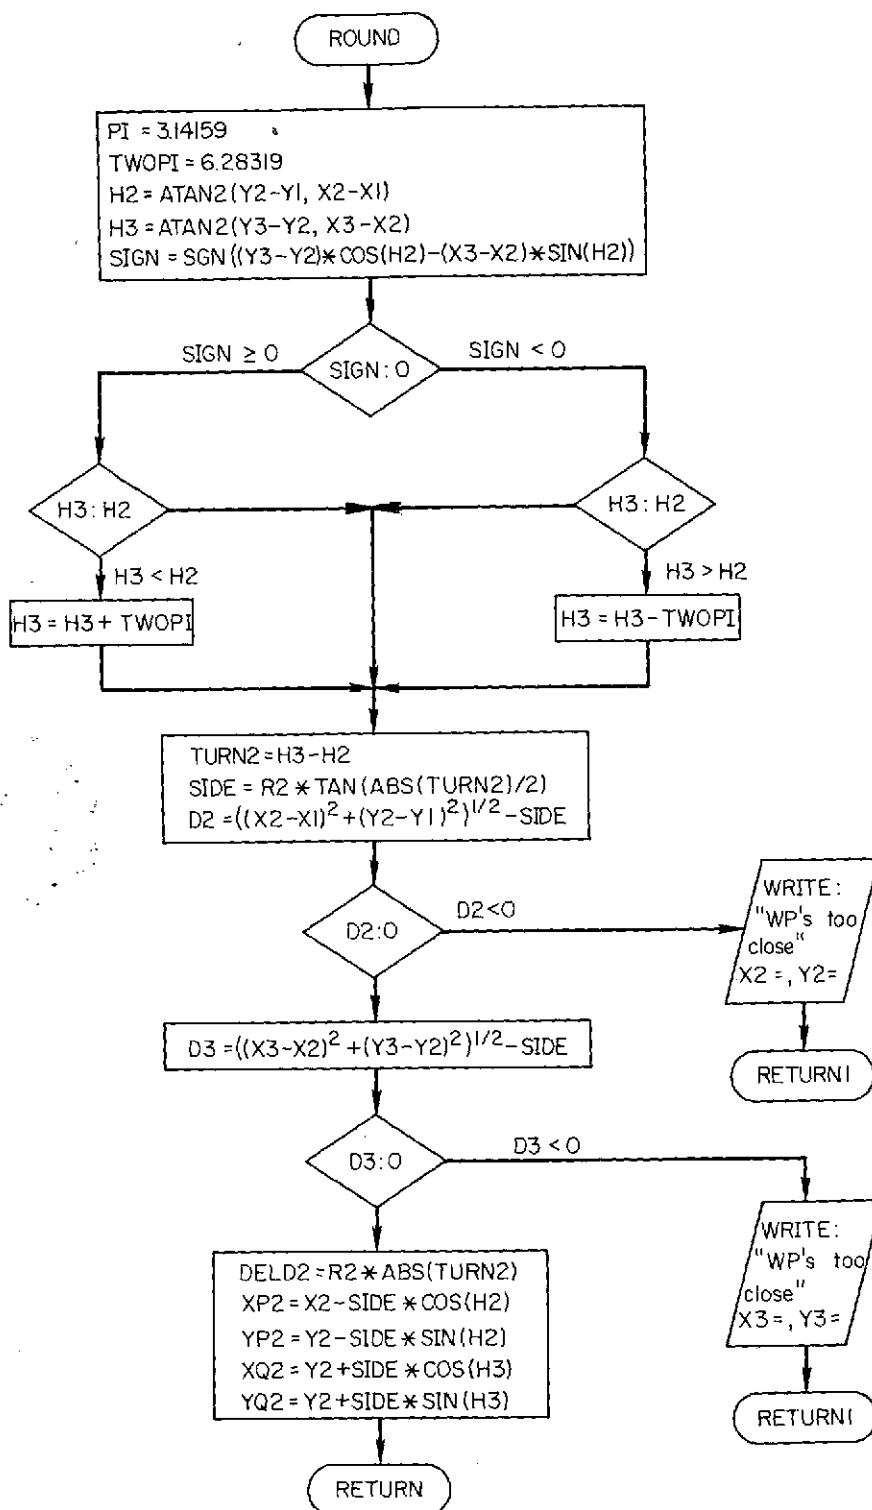 ROUND
PI = 3.14159
TWOPI = 6.28319
H2 = ATAN2(Y2-Y1, X2-X1)
H3 = ATAN2(Y3-Y2, X3-X2)
SIGN = SGN((Y3-Y2)*COS(H2)-(X3-X2)*SIN(H2))
SIGN ≥ 0
SIGN < 0
SIGN : 0
H3 : H2
H3 : H2
H3 < H2
H3 > H2
H3 = H3 + TWOPI
H3 = H3 - TWOPI
TURN2 = H3-H2
SIDE = R2 * TAN(ABS(TURN2)/2)
D2 = ((X2-X1)² + (Y2-Y1)²)^1/2 - SIDE
D2:0
D2<0
WRITE:
"WP's too
close"
X2 =, Y2=
D3 = ((X3-X2)² + (Y3-Y2)²)^1/2 - SIDE
RETURN1
D3:0
D3 < 0
WRITE:
"WP's too
close"
X3 =, Y3=
DELD2 = R2 * ABS(TURN2)
XP2 = X2-SIDE * COS(H2)
YP2 = Y2-SIDE * SIN(H2)
XQ2 = Y2+SIDE * COS(H3)
YQ2 = Y2+SIDE * SIN(H3)
RETURN1
RETURN